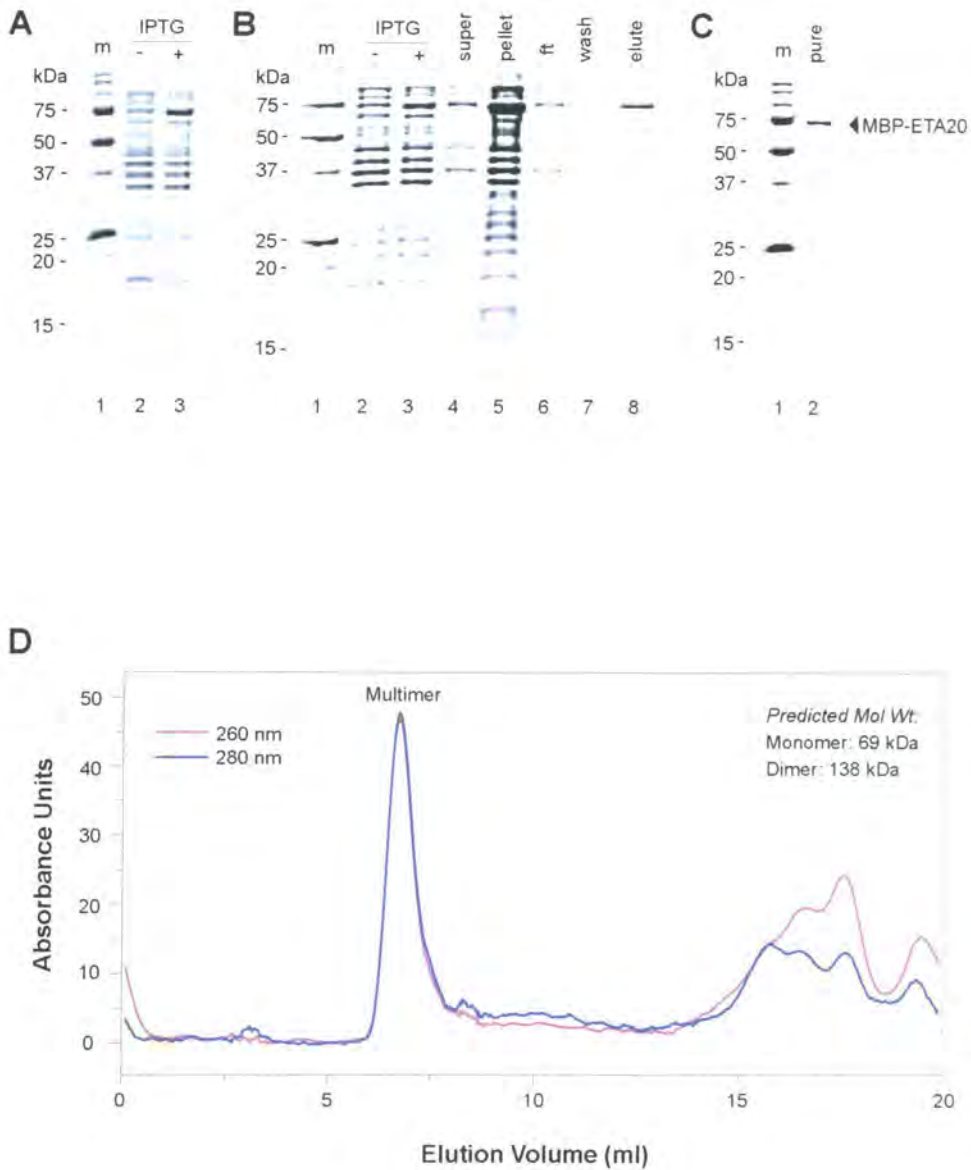 A
IPTG
m - +
kDa
75 -
50 -
37 -
25 -
20 -
15 -
1 2 3
B
IPTG
m - + super pellet ft wash elute
kDa
75 -
50 -
37 -
25 -
20 -
15 -
1 2 3 4 5 6 7 8
C
m pure
kDa
75 -
50 -
37 -
25 -
20 -
15 -
MBP-ETA20
1 2
D
Multimer
260 nm
280 nm
Predicted Mol Wt:
Monomer: 69 kDa
Dimer: 138 kDa
Absorbance Units
50
40
30
20
10
0
0 5 10 15 20
Elution Volume (ml)